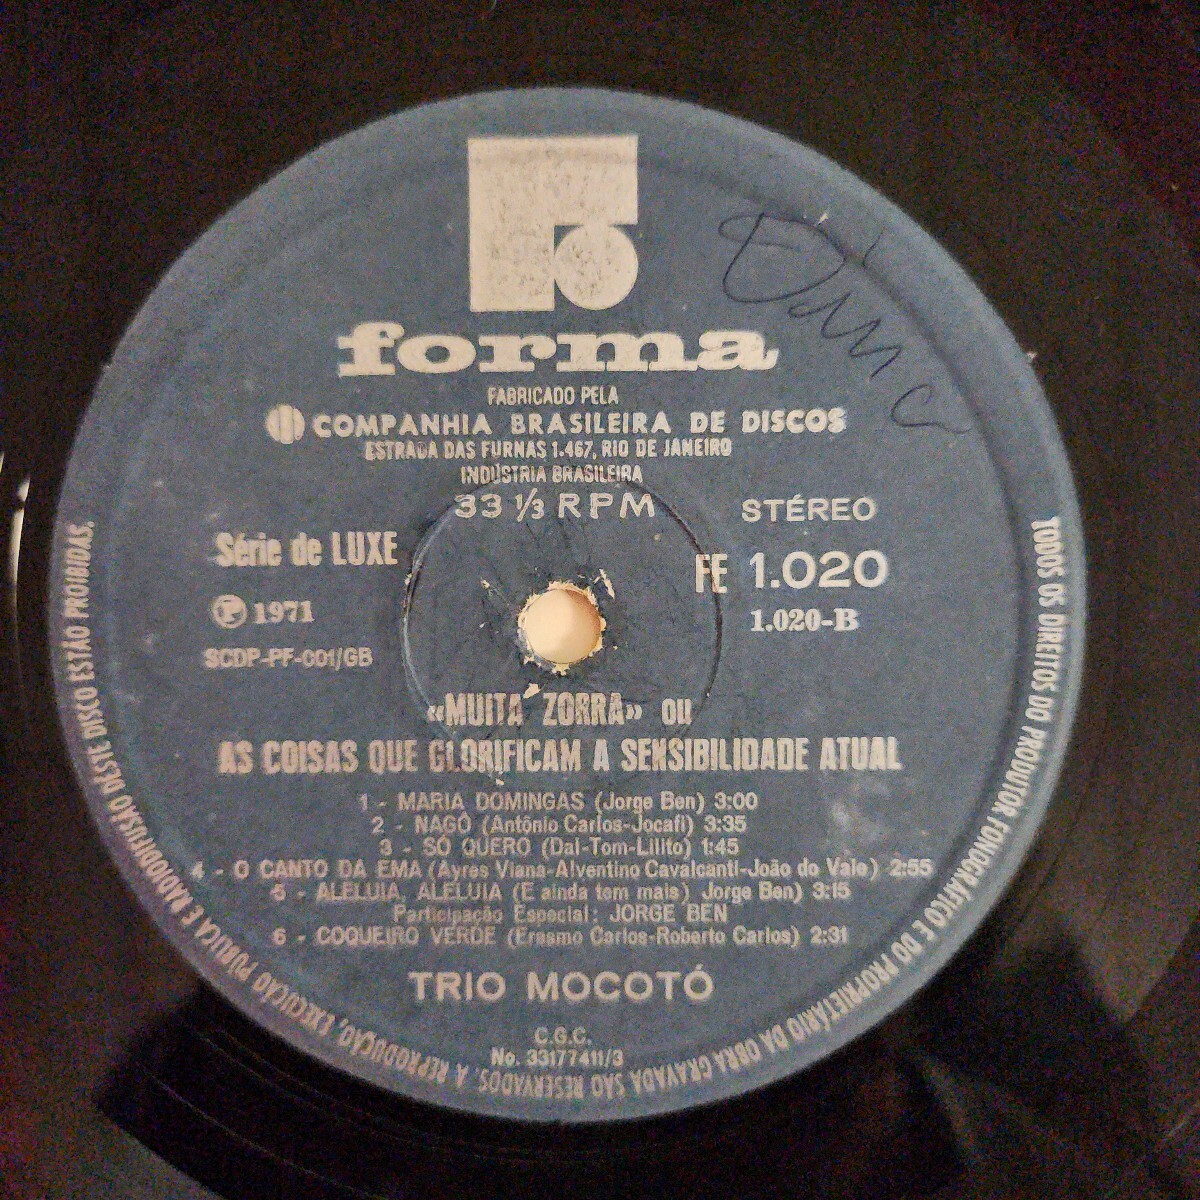 forma
FABRICADO PELA
COMPANHIA BRASILEIRA DE DISCOS
ESTRADA DAS FURNAS 1.467, RIO DE JANEIRO
INDÚSTRIA BRASILEIRA
33 1/3 RPM
STÉREO
Série de LUXE
FE 1.020
℗ 1971
1.020-B
SCDP-PF-001/GB
«MUITA ZORRA» ou
AS COISAS QUE GLORIFICAM A SENSIBILIDADE ATUAL
1 - MARIA DOMINGAS (Jorge Ben) 3:00
2 - NAGÔ (Antônio Carlos-Jocafi) 3:35
3 - SÓ QUERO (Dal-Tom-Lilito) 1:45
4 - O CANTO DA EMA (Ayres Viana-Alventino Cavalcanti-João do Vale) 2:55
5 - ALELUIA, ALELUIA (E ainda tem mais) Jorge Ben) 3:15
Participação Especial: JORGE BEN
6 - COQUEIRO VERDE (Erasmo Carlos-Roberto Carlos) 2:31
TRIO MOCOTÓ
C.G.C.
No. 33177411/3
TODOS OS DIREITOS DO PRODUTOR FONOGRÁFICO E DO PROPRIETÁRIO DA OBRA GRAVADA SÃO RESERVADOS. A REPRODUÇÃO, EXECUÇÃO PÚBLICA E RADIODIFUSÃO DESTE DISCO ESTÃO PROIBIDAS.